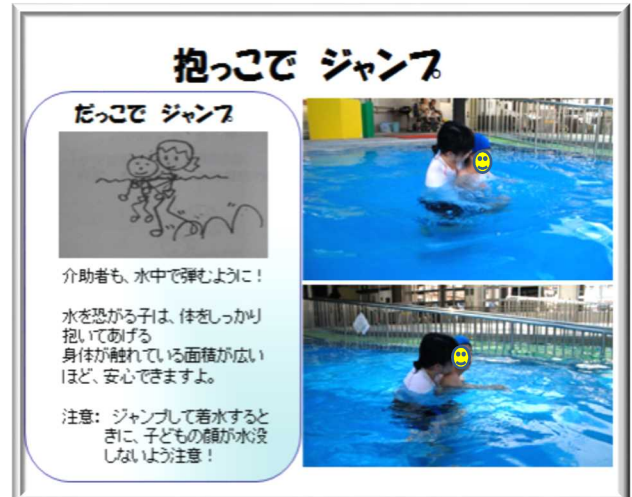 抱っこで ジャンプ
だっこで ジャンプ
介助者も、水中で弾むように！
水を恐がる子は、体をしっかり
抱いてあげる
身体が触れている面積が広い
ほど、安心できますよ。
注意： ジャンプして着水すると
きに、子どもの顔が水没
しないよう注意！